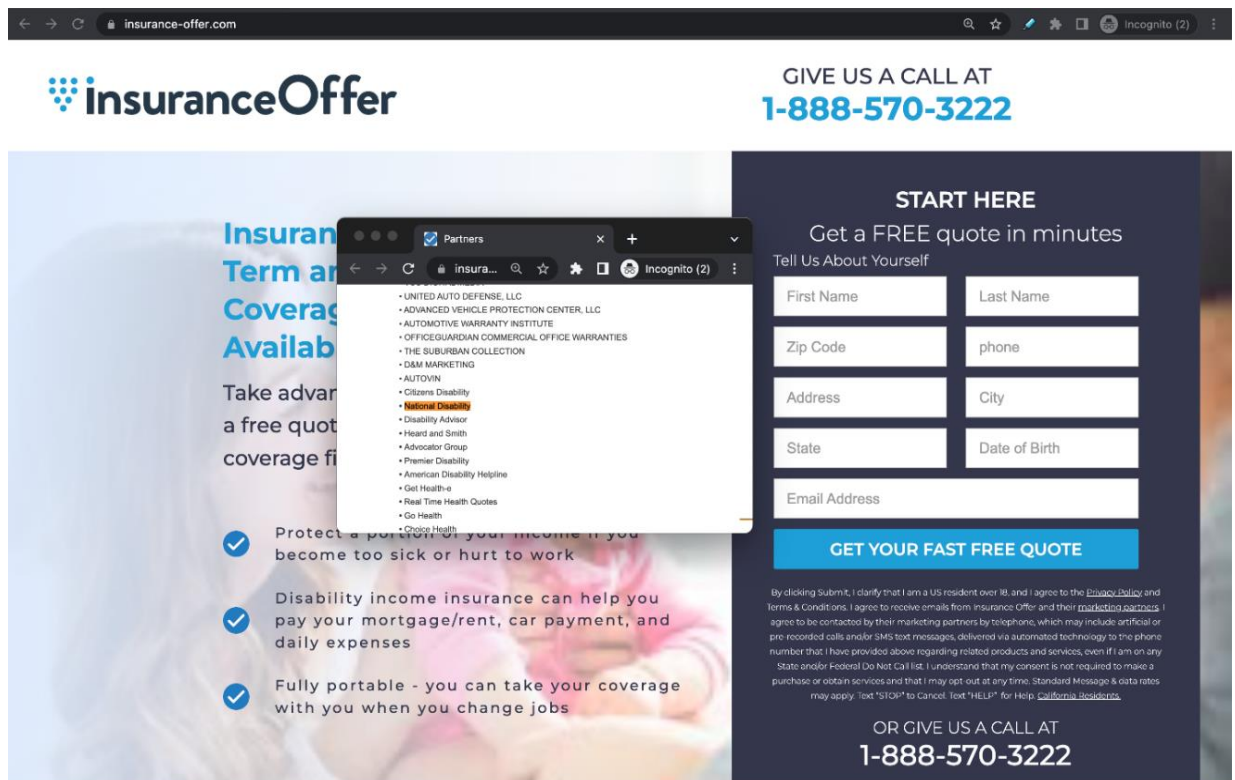 insurance-offer.com
Incognito (2)
insuranceOffer
GIVE US A CALL AT
1-888-570-3222
Insuran
Term ar
Coverag
Availab
Take advar
a free quot
coverage fi
Protect a portion of your income if you
become too sick or hurt to work
Disability income insurance can help you
pay your mortgage/rent, car payment, and
daily expenses
Fully portable - you can take your coverage
with you when you change jobs
Partners
insura...
Incognito (2)
• UNITED AUTO DEFENSE, LLC
• ADVANCED VEHICLE PROTECTION CENTER, LLC
• AUTOMOTIVE WARRANTY INSTITUTE
• OFFICEGUARDIAN COMMERCIAL OFFICE WARRANTIES
• THE SUBURBAN COLLECTION
• D&M MARKETING
• AUTOVIN
• Citizens Disability
• National Disability
• Disability Advisor
• Heard and Smith
• Advocator Group
• Premier Disability
• American Disability Helpline
• Get Health-e
• Real Time Health Quotes
• Go Health
• Choice Health
START HERE
Get a FREE quote in minutes
Tell Us About Yourself
First Name
Last Name
Zip Code
phone
Address
City
State
Date of Birth
Email Address
GET YOUR FAST FREE QUOTE
By clicking Submit, I clarify that I am a US resident over 18, and I agree to the Privacy Policy and
Terms & Conditions. I agree to receive emails from Insurance Offer and their marketing partners. I
agree to be contacted by their marketing partners by telephone, which may include artificial or
pre-recorded calls and/or SMS text messages, delivered via automated technology to the phone
number that I have provided above regarding related products and services, even if I am on any
State and/or Federal Do Not Call list. I understand that my consent is not required to make a
purchase or obtain services and that I may opt-out at any time. Standard Message & data rates
may apply. Text "STOP" to Cancel. Text "HELP" for Help. California Residents.
OR GIVE US A CALL AT
1-888-570-3222